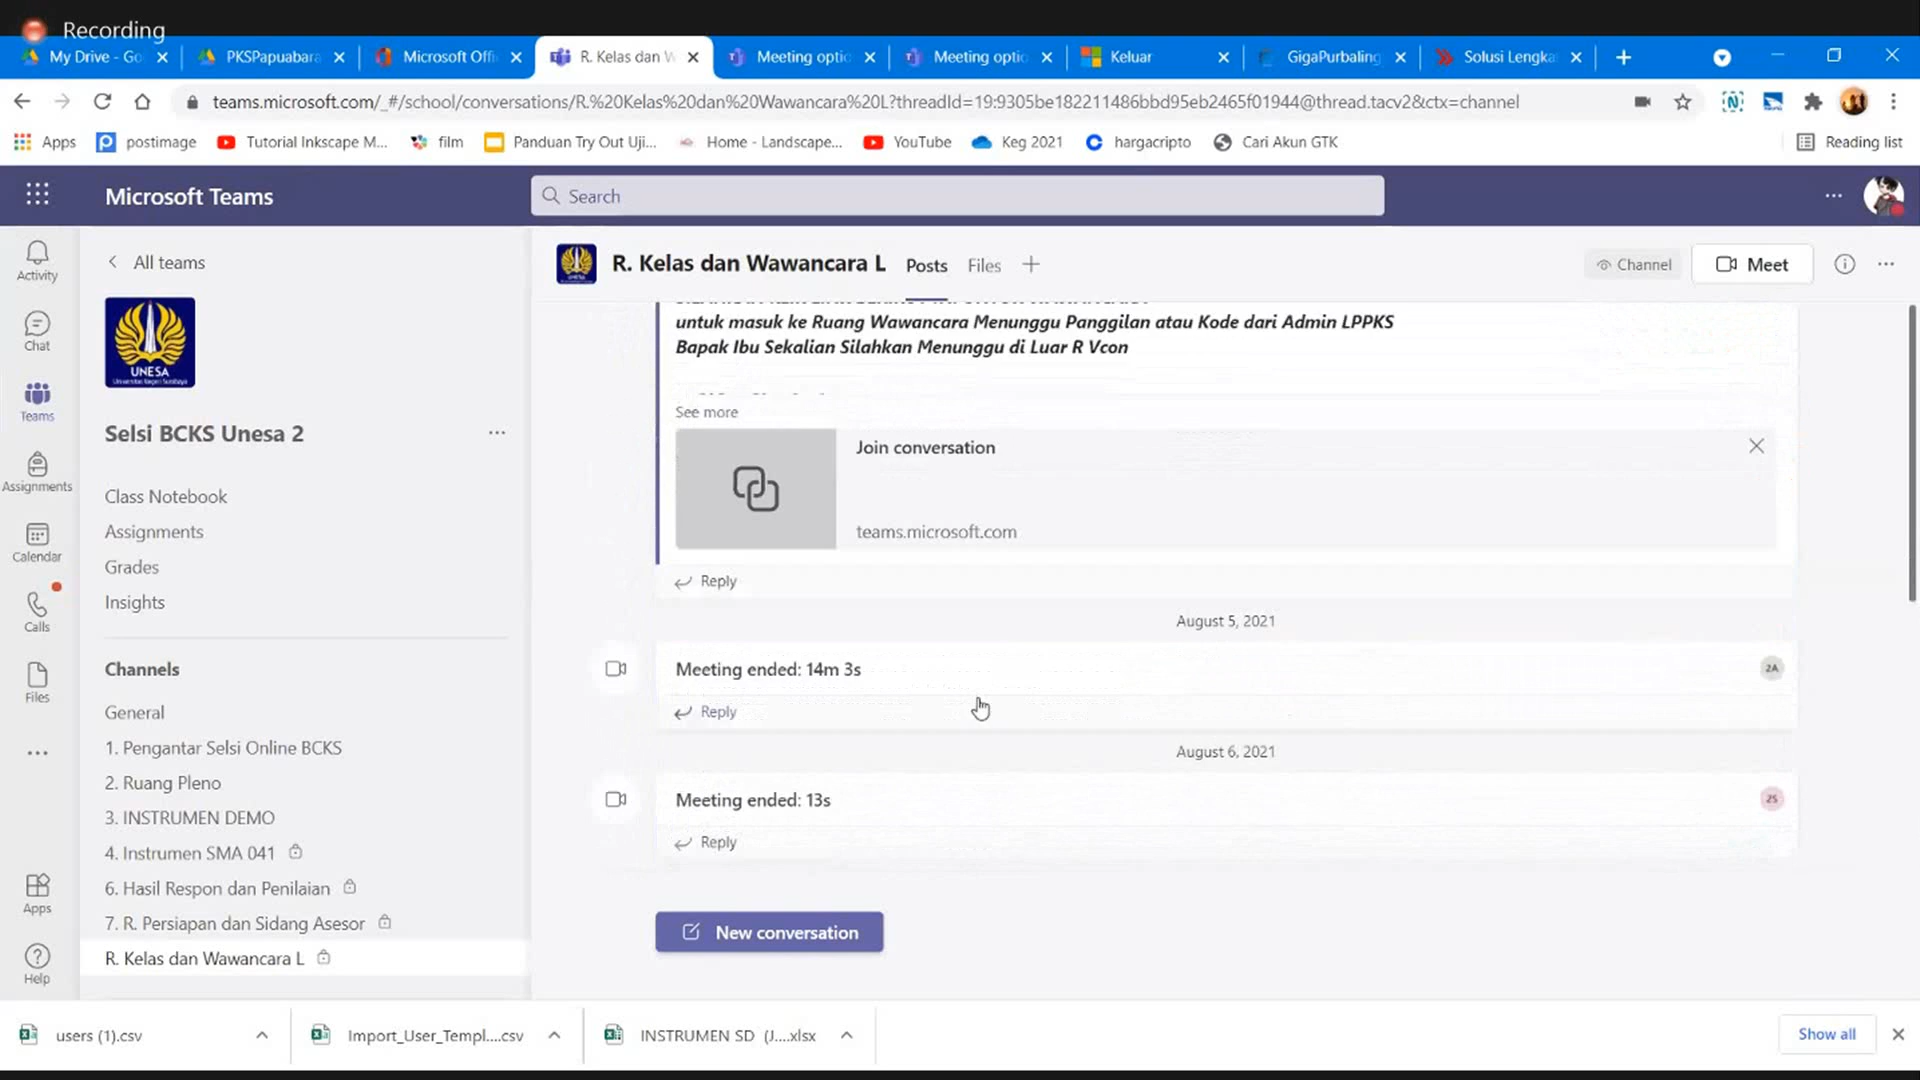 Recording
My Drive - Go
PKSPapuabara
Microsoft Offi
R. Kelas dan W
Meeting optio
Meeting optio
Keluar
GigaPurbaling
Solusi Lengka
teams.microsoft.com/_#/school/conversations/R.%20Kelas%20dan%20Wawancara%20L?threadId=19:9305be182211486bbd95eb2465f01944@thread.tacv2&ctx=channel
Apps
postimage
Tutorial Inkscape M...
film
Panduan Try Out Uji...
Home - Landscape...
YouTube
Keg 2021
hargacripto
Cari Akun GTK
Reading list
Microsoft Teams
Search
Activity
Chat
Teams
Assignments
Calendar
Calls
Files
Apps
Help
All teams
UNESA
Universitas Negeri Surabaya
Selsi BCKS Unesa 2
Class Notebook
Assignments
Grades
Insights
Channels
General
1. Pengantar Selsi Online BCKS
2. Ruang Pleno
3. INSTRUMEN DEMO
4. Instrumen SMA 041
6. Hasil Respon dan Penilaian
7. R. Persiapan dan Sidang Asesor
R. Kelas dan Wawancara L
R. Kelas dan Wawancara L
Posts
Files
Channel
Meet
untuk masuk ke Ruang Wawancara Menunggu Panggilan atau Kode dari Admin LPPKS
Bapak Ibu Sekalian Silahkan Menunggu di Luar R Vcon
See more
Join conversation
teams.microsoft.com
Reply
August 5, 2021
Meeting ended: 14m 3s
2A
Reply
August 6, 2021
Meeting ended: 13s
2S
Reply
New conversation
users (1).csv
Import_User_Templ....csv
INSTRUMEN SD (J....xlsx
Show all